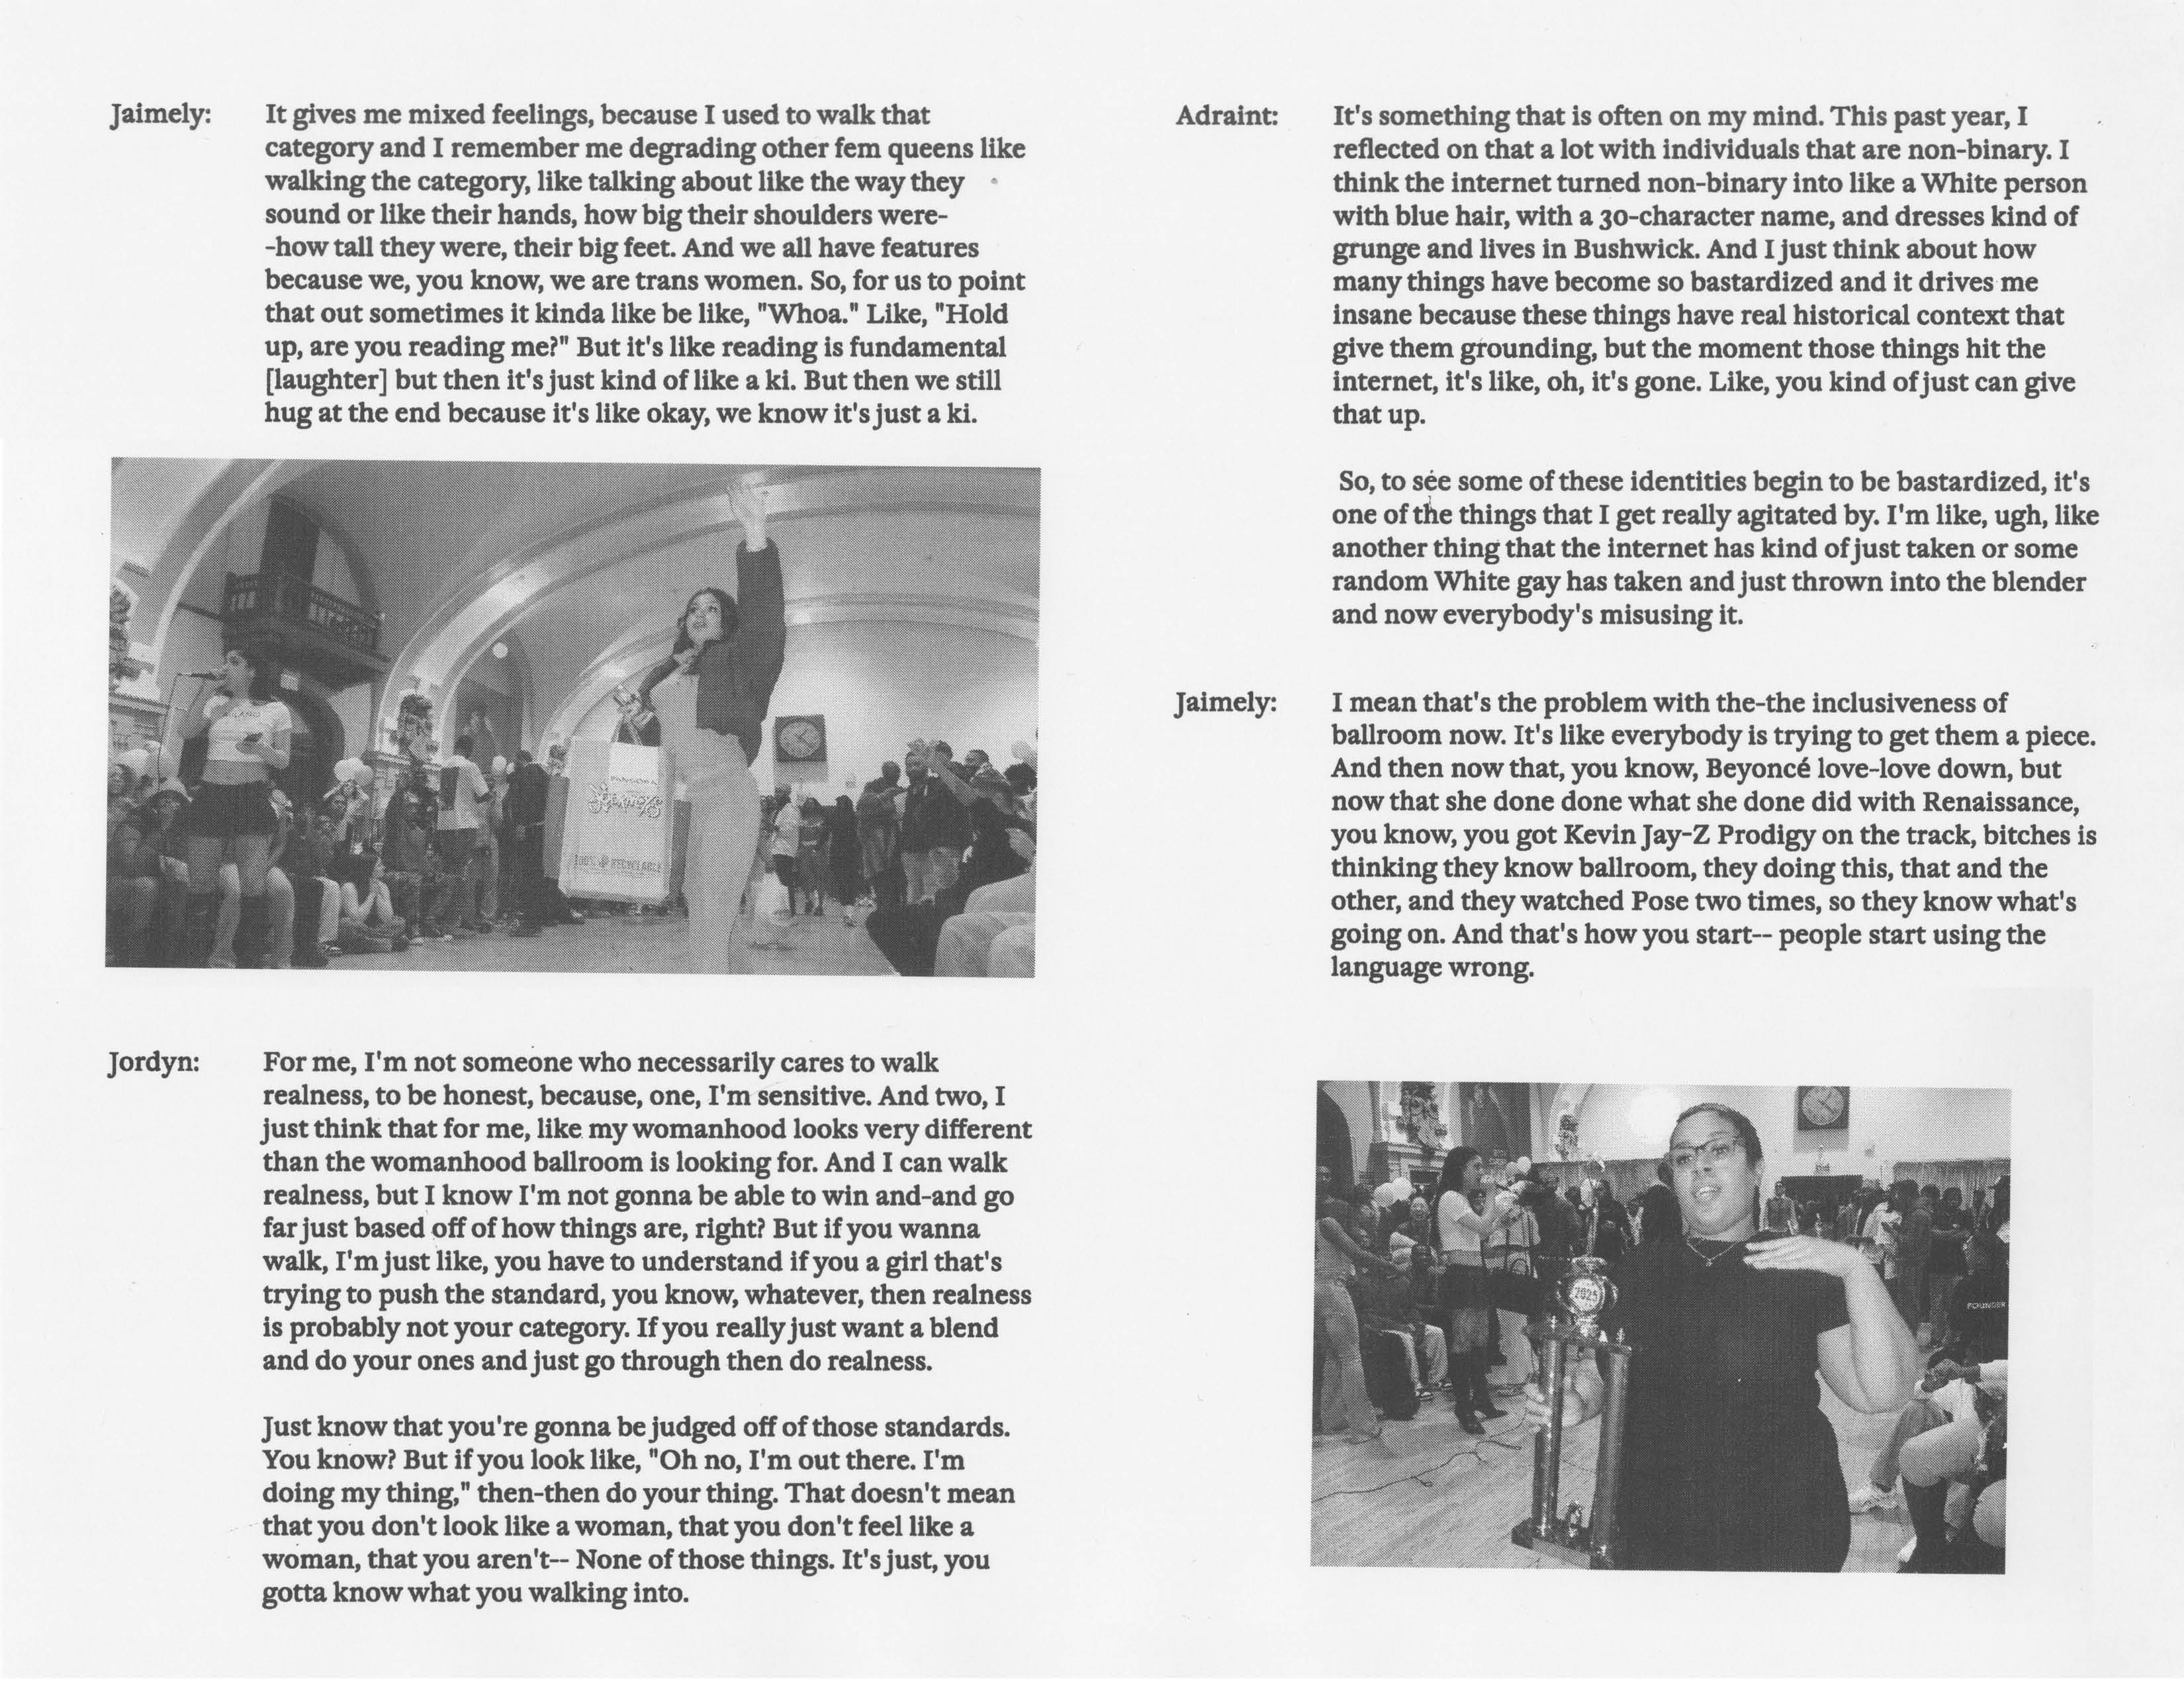 Jaimely:
It gives me mixed feelings, because I used to walk that
category and I remember me degrading other fem queens like
walking the category, like talking about like the way they
sound or like their hands, how big their shoulders were-
-how tall they were, their big feet. And we all have features
because we, you know, we are trans women. So, for us to point
that out sometimes it kinda like be like, "Whoa." Like, "Hold
up, are you reading me?" But it's like reading is fundamental
[laughter] but then it's just kind of like a ki. But then we still
hug at the end because it's like okay, we know it's just a ki.
PANDORA
100% RECYCLABLE
Jordyn:
For me, I'm not someone who necessarily cares to walk
realness, to be honest, because, one, I'm sensitive. And two, I
just think that for me, like my womanhood looks very different
than the womanhood ballroom is looking for. And I can walk
realness, but I know I'm not gonna be able to win and-and go
far just based off of how things are, right? But if you wanna
walk, I'm just like, you have to understand if you a girl that's
trying to push the standard, you know, whatever, then realness
is probably not your category. If you really just want a blend
and do your ones and just go through then do realness.
Just know that you're gonna be judged off of those standards.
You know? But if you look like, "Oh no, I'm out there. I'm
doing my thing," then-then do your thing. That doesn't mean
that you don't look like a woman, that you don't feel like a
woman, that you aren't-- None of those things. It's just, you
gotta know what you walking into.
Adraint:
It's something that is often on my mind. This past year, I
reflected on that a lot with individuals that are non-binary. I
think the internet turned non-binary into like a White person
with blue hair, with a 30-character name, and dresses kind of
grunge and lives in Bushwick. And I just think about how
many things have become so bastardized and it drives me
insane because these things have real historical context that
give them grounding, but the moment those things hit the
internet, it's like, oh, it's gone. Like, you kind of just can give
that up.
So, to see some of these identities begin to be bastardized, it's
one of the things that I get really agitated by. I'm like, ugh, like
another thing that the internet has kind of just taken or some
random White gay has taken and just thrown into the blender
and now everybody's misusing it.
Jaimely:
I mean that's the problem with the-the inclusiveness of
ballroom now. It's like everybody is trying to get them a piece.
And then now that, you know, Beyoncé love-love down, but
now that she done done what she done did with Renaissance,
you know, you got Kevin Jay-Z Prodigy on the track, bitches is
thinking they know ballroom, they doing this, that and the
other, and they watched Pose two times, so they know what's
going on. And that's how you start-- people start using the
language wrong.
2025
FOUNDER